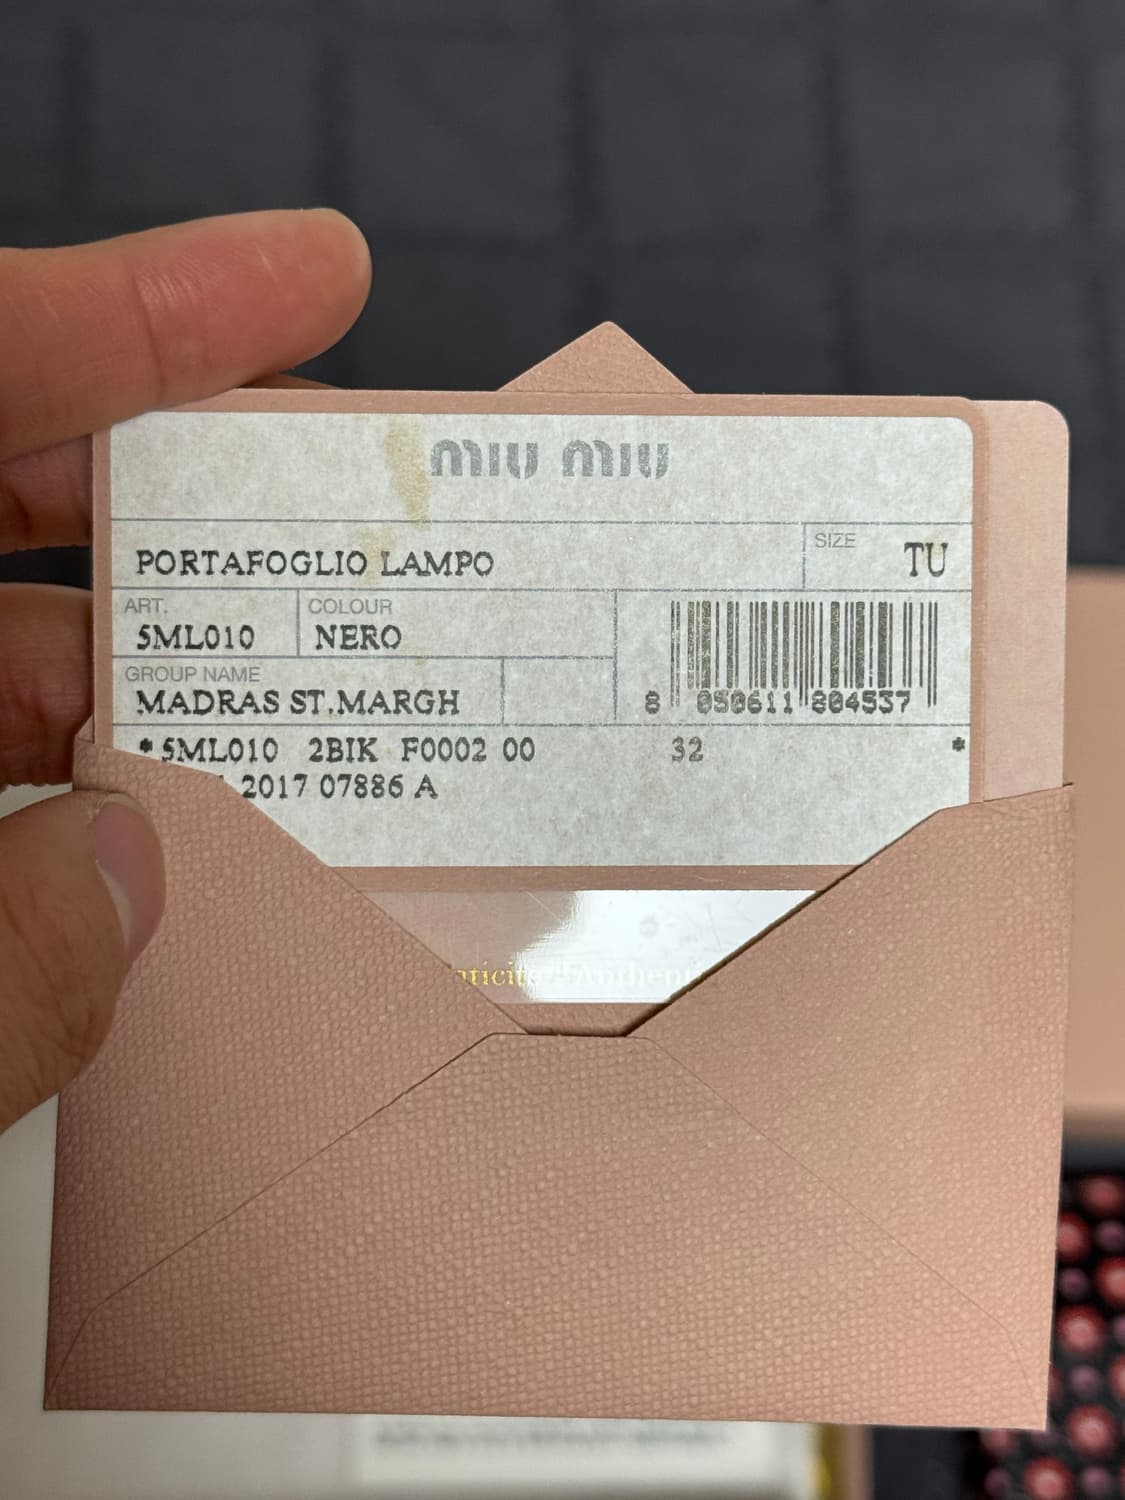 MIU MIU
PORTAFOGLIO LAMPO
SIZE
TU
ART.
5ML010
COLOUR
NERO
GROUP NAME
MADRAS ST.MARGH
8 050611 804537
*5ML010 2BIK F0002 00 32 *
2017 07886 A